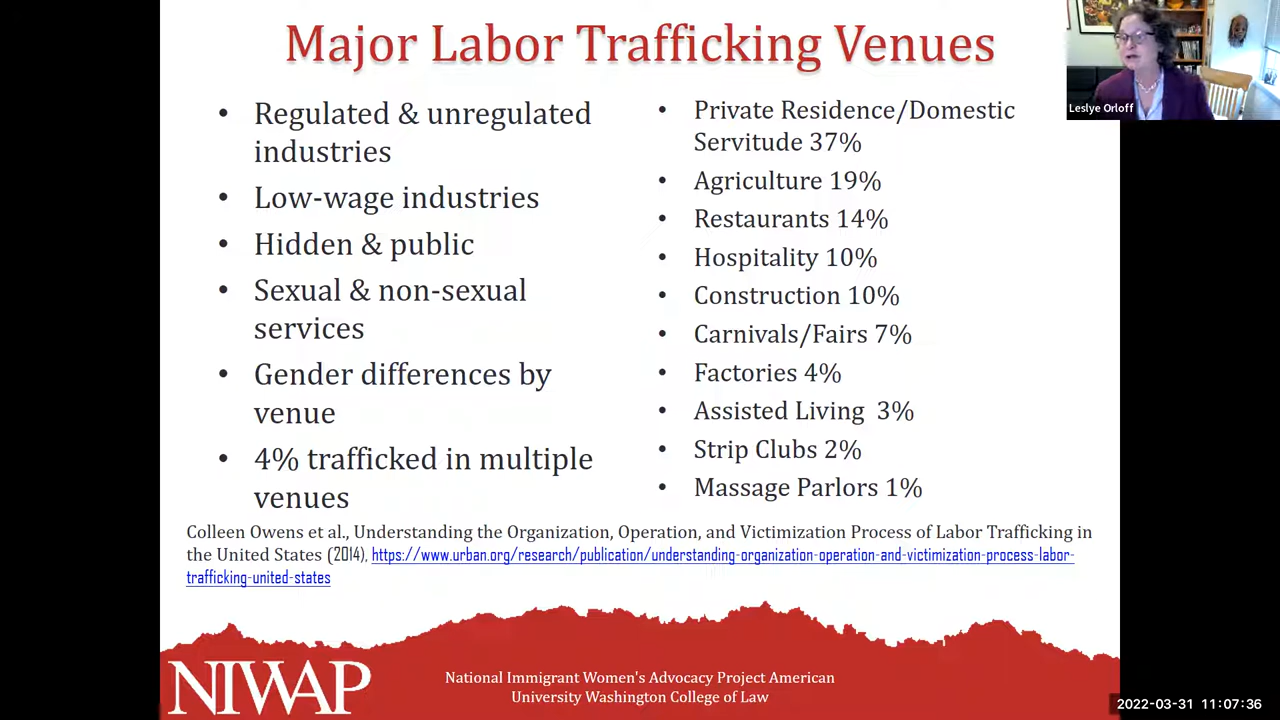 Major Labor Trafficking Venues
• Regulated & unregulated
industries
• Low-wage industries
• Hidden & public
• Sexual & non-sexual
services
• Gender differences by
venue
• 4% trafficked in multiple
venues
• Private Residence/Domestic
Servitude 37%
• Agriculture 19%
• Restaurants 14%
• Hospitality 10%
• Construction 10%
• Carnivals/Fairs 7%
• Factories 4%
• Assisted Living 3%
• Strip Clubs 2%
• Massage Parlors 1%
Colleen Owens et al., Understanding the Organization, Operation, and Victimization Process of Labor Trafficking in
the United States (2014), https://www.urban.org/research/publication/understanding-organization-operation-and-victimization-process-labor-
trafficking-united-states
NIWAP
National Immigrant Women's Advocacy Project American
University Washington College of Law
Leslye Orloff
2022-03-31 11:07:36